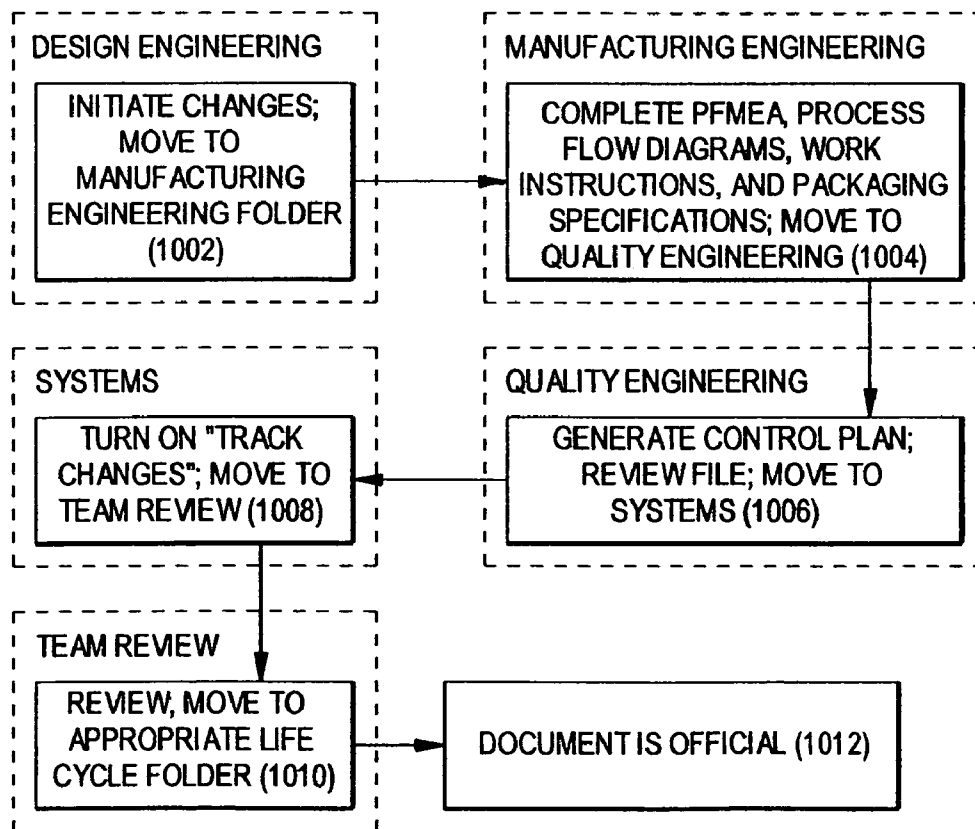 DESIGN ENGINEERING
INITIATE CHANGES;
MOVE TO
MANUFACTURING
ENGINEERING FOLDER
(1002)
MANUFACTURING ENGINEERING
COMPLETE PFMEA, PROCESS
FLOW DIAGRAMS, WORK
INSTRUCTIONS, AND PACKAGING
SPECIFICATIONS; MOVE TO
QUALITY ENGINEERING (1004)
QUALITY ENGINEERING
GENERATE CONTROL PLAN;
REVIEW FILE; MOVE TO
SYSTEMS (1006)
SYSTEMS
TURN ON "TRACK
CHANGES"; MOVE TO
TEAM REVIEW (1008)
TEAM REVIEW
REVIEW, MOVE TO
APPROPRIATE LIFE
CYCLE FOLDER (1010)
DOCUMENT IS OFFICIAL (1012)